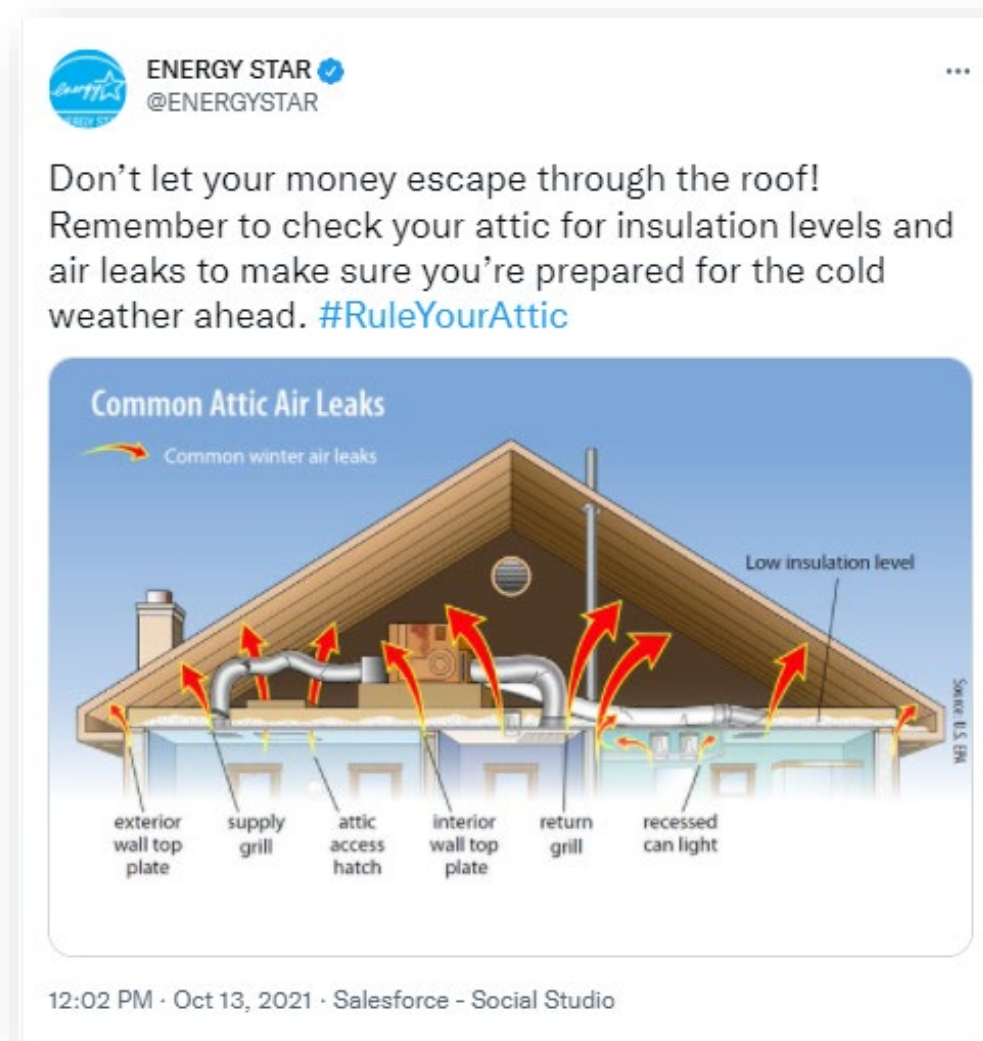 ENERGY STAR
@ENERGYSTAR
Don’t let your money escape through the roof!
Remember to check your attic for insulation levels and
air leaks to make sure you’re prepared for the cold
weather ahead. #RuleYourAttic
Common Attic Air Leaks
Common winter air leaks
Low insulation level
Source: U.S. EPA
exterior
wall top
plate
supply
grill
attic
access
hatch
interior
wall top
plate
return
grill
recessed
can light
12:02 PM · Oct 13, 2021 · Salesforce - Social Studio